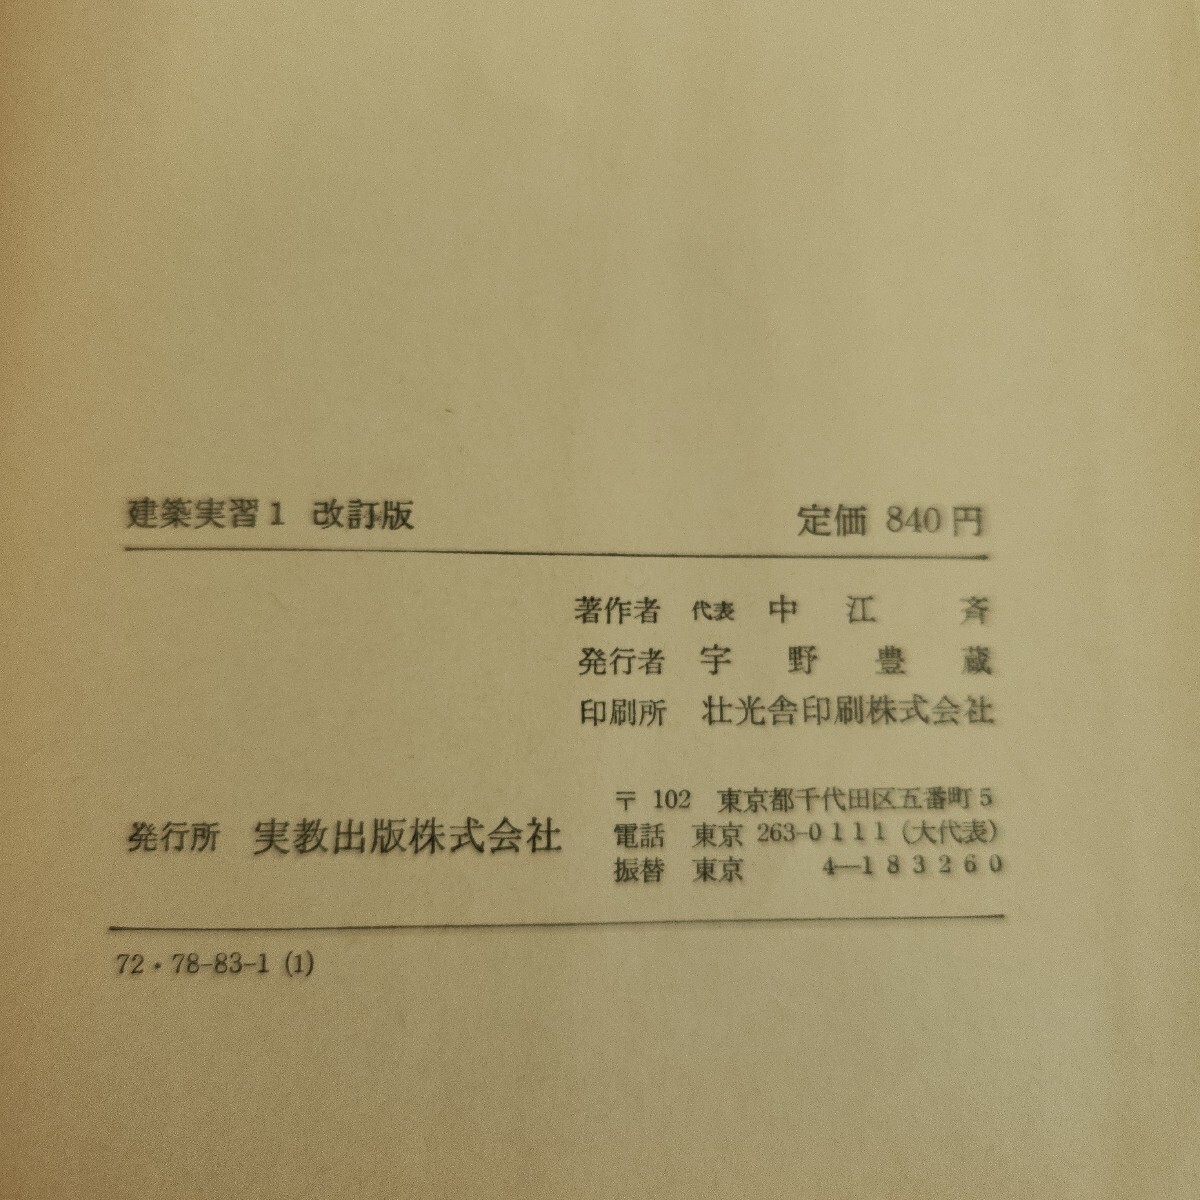 建築実習1 改訂版 定価 840円
著作者 代表 中江 斉
発行者 宇野豊蔵
印刷所 壮光舎印刷株式会社
発行所 実教出版株式会社
〒102 東京都千代田区五番町5
電話 東京 263-0111(大代表)
振替 東京 4―183260
72・78-83-1 (1)